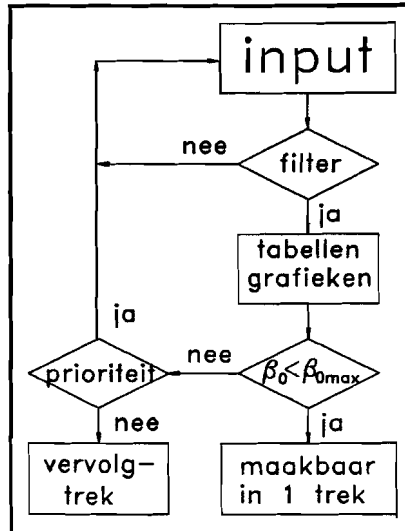 input
nee
filter
ja
tabellen
grafieken
ja
nee
prioriteit
β₀<β₀max
nee
ja
vervolg-
trek
maakbaar
in 1 trek